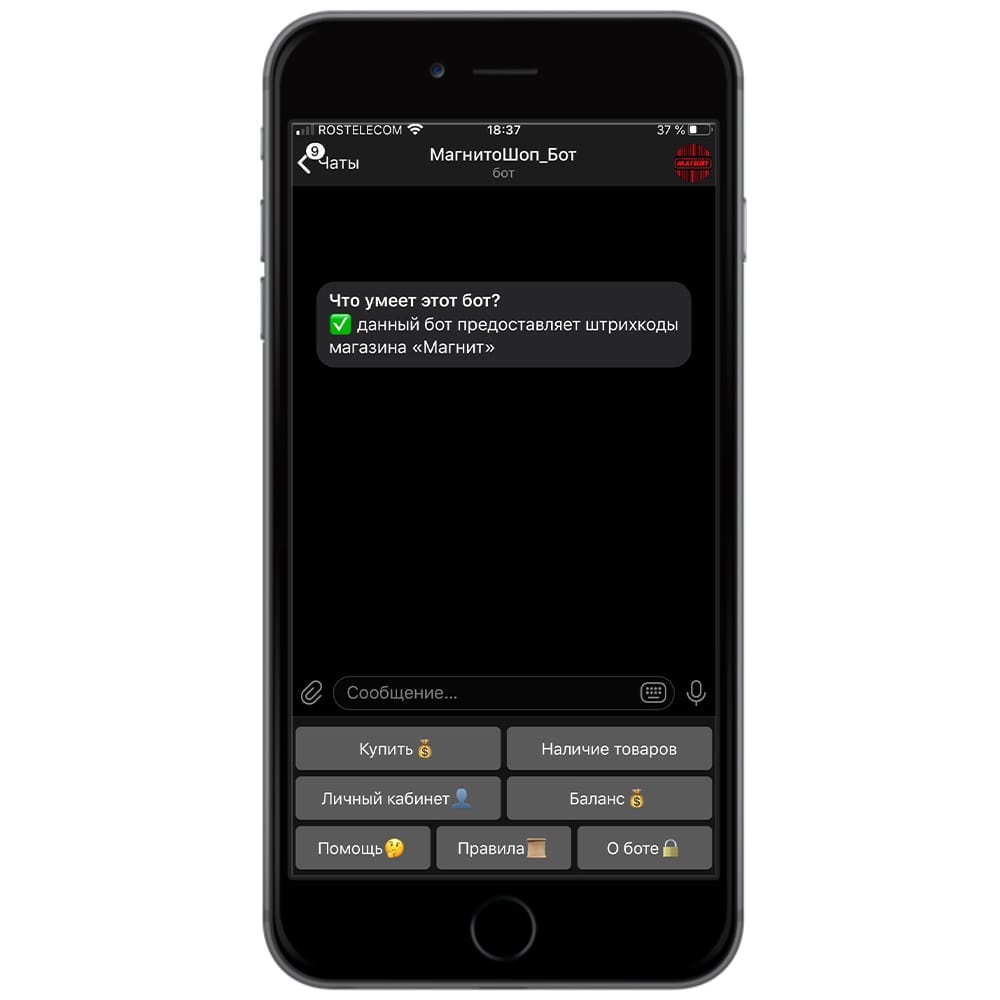 ROSTELECOM 18:37 37 %
9
Чаты
МагнитоШоп_Бот
бот
МАГНИТ
Что умеет этот бот?
✅ данный бот предоставляет штрихкоды
магазина «Магнит»
Сообщение...
Купить💰 Наличие товаров
Личный кабинет👤 Баланс💰
Помощь🤔 Правила📜 О боте🔒